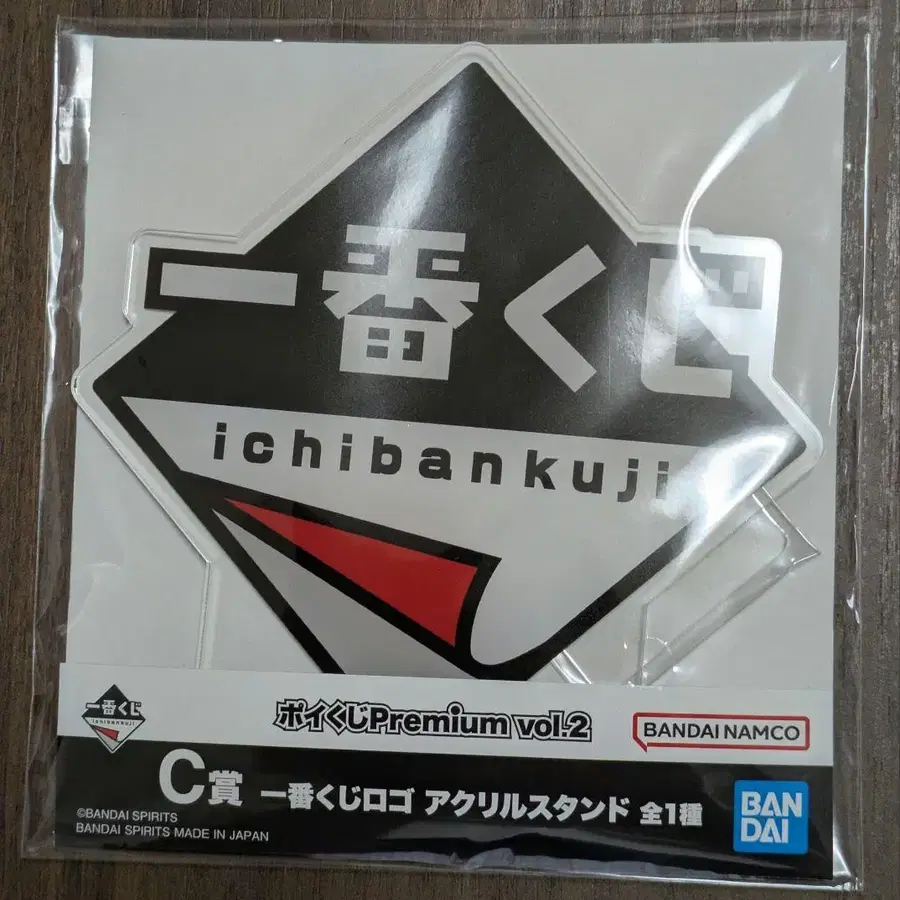 一番くじ
ichibankuji
一番くじ
ichibankuji
ポイくじPremium vol.2
BANDAI NAMCO
C賞 一番くじロゴ アクリルスタンド 全1種
©BANDAI SPIRITS
BANDAI SPIRITS MADE IN JAPAN
BAN
DAI